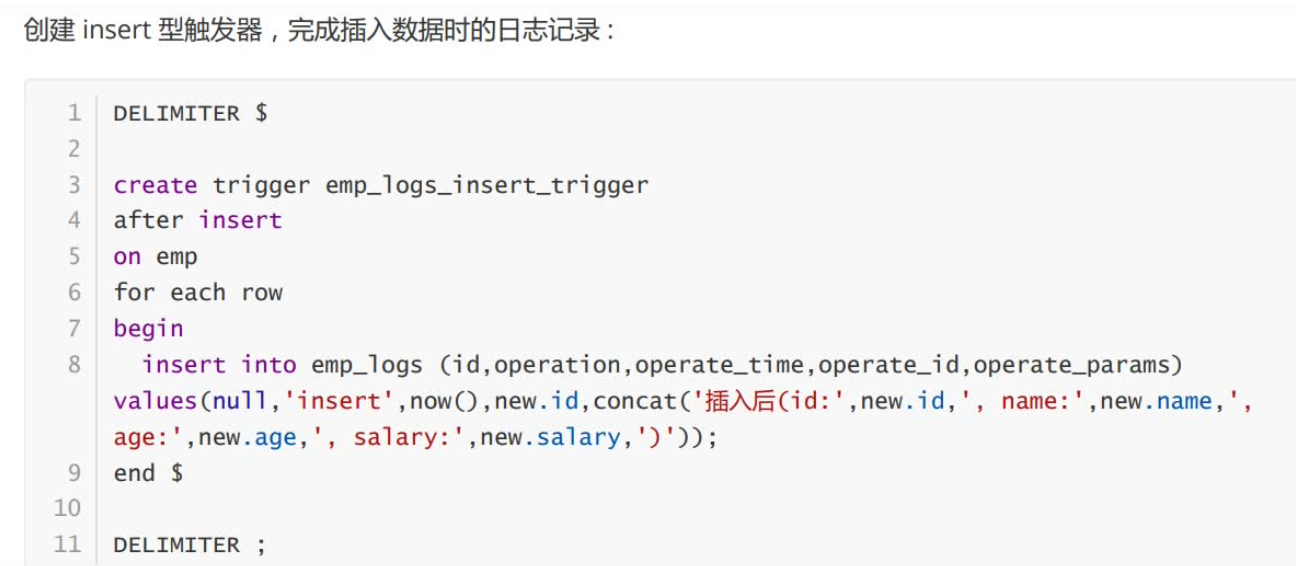 创建 insert 型触发器，完成插入数据时的日志记录 :
1 DELIMITER $
2
3 create trigger emp_logs_insert_trigger
4 after insert
5 on emp
6 for each row
7 begin
8 insert into emp_logs (id,operation,operate_time,operate_id,operate_params)
values(null,'insert',now(),new.id,concat('插入后(id:',new.id,', name:',new.name,',
age:',new.age,', salary:',new.salary,')'));
9 end $
10
11 DELIMITER ;